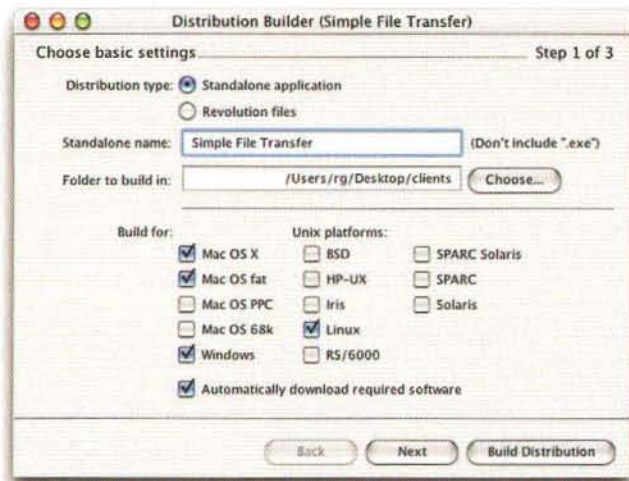 Distribution Builder (Simple File Transfer)
Choose basic settings Step 1 of 3
Distribution type: Standalone application
Revolution files
Standalone name: Simple File Transfer (Don't include ".exe")
Folder to build in: /Users/rg/Desktop/clients Choose...
Build for: Unix platforms:
Mac OS X BSD SPARC Solaris
Mac OS fat HP-UX SPARC
Mac OS PPC Iris Solaris
Mac OS 68k Linux
Windows RS/6000
Automatically download required software
Back Next Build Distribution